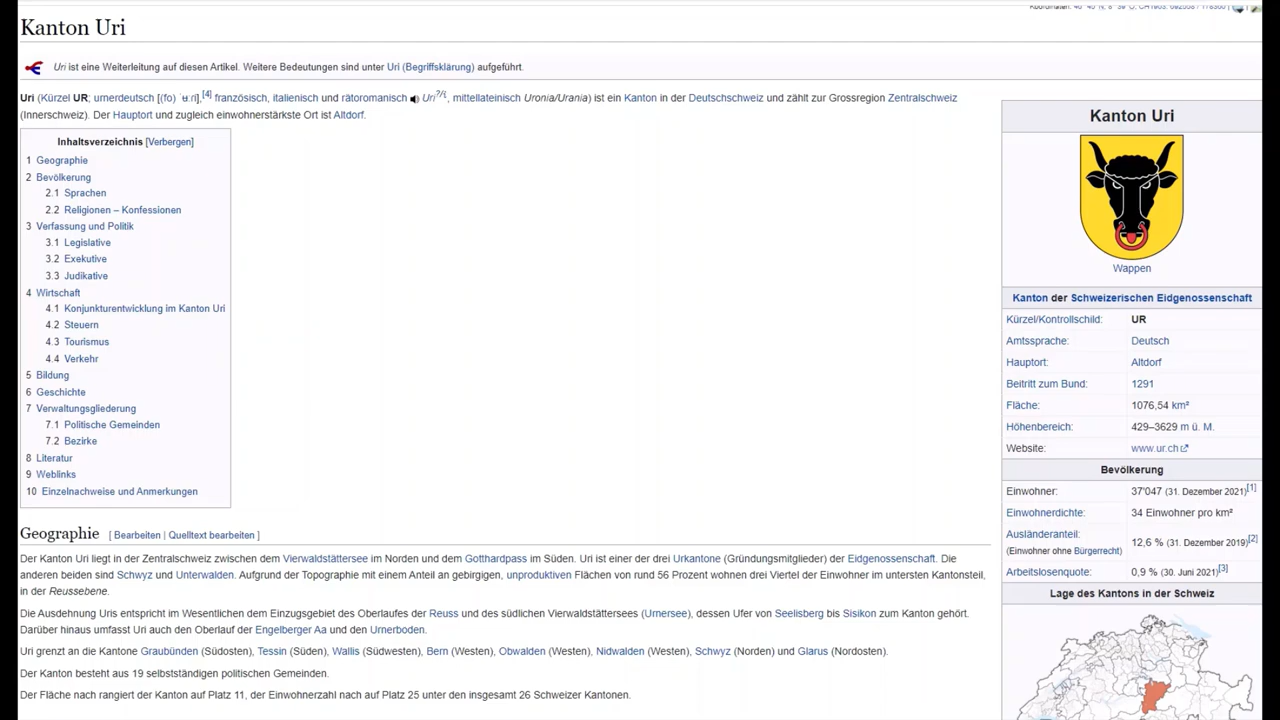 Kanton Uri
Uri ist eine Weiterleitung auf diesen Artikel. Weitere Bedeutungen sind unter Uri (Begriffsklärung) aufgeführt.
Uri (Kürzel UR; urnerdeutsch [(fo) ˈʁːri],[4] französisch, italienisch und rätoromanisch Uri?/i, mittellateinisch Uronia/Urania) ist ein Kanton in der Deutschschweiz und zählt zur Grossregion Zentralschweiz
(Innerschweiz). Der Hauptort und zugleich einwohnerstärkste Ort ist Altdorf.
Inhaltsverzeichnis [Verbergen]
1 Geographie
2 Bevölkerung
2.1 Sprachen
2.2 Religionen – Konfessionen
3 Verfassung und Politik
3.1 Legislative
3.2 Exekutive
3.3 Judikative
4 Wirtschaft
4.1 Konjunkturentwicklung im Kanton Uri
4.2 Steuern
4.3 Tourismus
4.4 Verkehr
5 Bildung
6 Geschichte
7 Verwaltungsgliederung
7.1 Politische Gemeinden
7.2 Bezirke
8 Literatur
9 Weblinks
10 Einzelnachweise und Anmerkungen
Geographie [ Bearbeiten | Quelltext bearbeiten ]
Der Kanton Uri liegt in der Zentralschweiz zwischen dem Vierwaldstättersee im Norden und dem Gotthardpass im Süden. Uri ist einer der drei Urkantone (Gründungsmitglieder) der Eidgenossenschaft. Die
anderen beiden sind Schwyz und Unterwalden. Aufgrund der Topographie mit einem Anteil an gebirgigen, unproduktiven Flächen von rund 56 Prozent wohnen drei Viertel der Einwohner im untersten Kantonsteil,
in der Reussebene.
Die Ausdehnung Uris entspricht im Wesentlichen dem Einzugsgebiet des Oberlaufes der Reuss und des südlichen Vierwaldstättersees (Urnersee), dessen Ufer von Seelisberg bis Sisikon zum Kanton gehört.
Darüber hinaus umfasst Uri auch den Oberlauf der Engelberger Aa und den Urnerboden.
Uri grenzt an die Kantone Graubünden (Südosten), Tessin (Süden), Wallis (Südwesten), Bern (Westen), Obwalden (Westen), Nidwalden (Westen), Schwyz (Norden) und Glarus (Nordosten).
Der Kanton besteht aus 19 selbstständigen politischen Gemeinden.
Der Fläche nach rangiert der Kanton auf Platz 11, der Einwohnerzahl nach auf Platz 25 unter den insgesamt 26 Schweizer Kantonen.
Kanton Uri
Wappen
Kanton der Schweizerischen Eidgenossenschaft
Kürzel/Kontrollschild: UR
Amtssprache: Deutsch
Hauptort: Altdorf
Beitritt zum Bund: 1291
Fläche: 1076,54 km²
Höhenbereich: 429–3629 m ü. M.
Website: www.ur.ch
Bevölkerung
Einwohner: 37'047 (31. Dezember 2021)[1]
Einwohnerdichte: 34 Einwohner pro km²
Ausländeranteil: 12,6 % (31. Dezember 2019)[2]
(Einwohner ohne Bürgerrecht)
Arbeitslosenquote: 0,9 % (30. Juni 2021)[3]
Lage des Kantons in der Schweiz